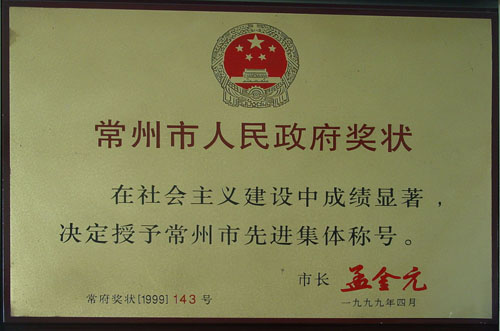 常州市人民政府奖状
在社会主义建设中成绩显著，
决定授予常州市先进集体称号。
市长 孟金元
常府奖状[1999] 143 号 一九九九年四月